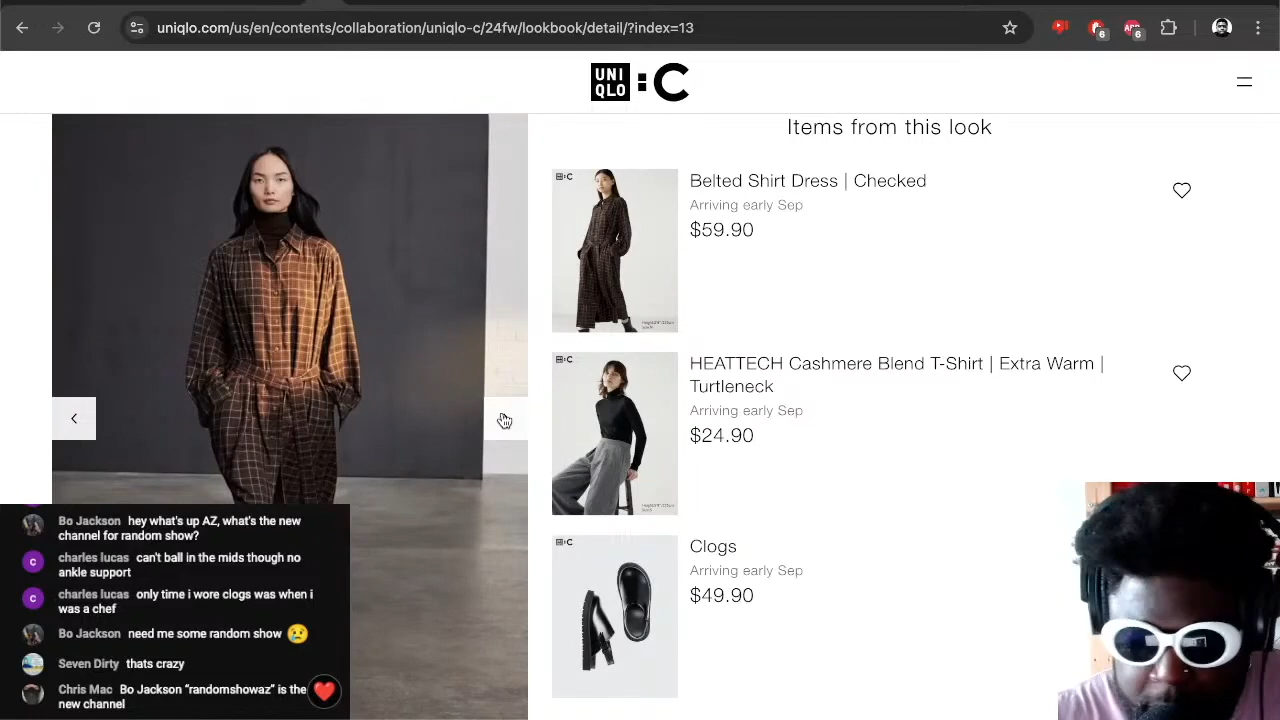 uniqlo.com/us/en/contents/collaboration/uniqlo-c/24fw/lookbook/detail/?index=13
6
6
UNI
QLO
:C
Items from this look
Belted Shirt Dress | Checked
Arriving early Sep
$59.90
HEATTECH Cashmere Blend T-Shirt | Extra Warm |
Turtleneck
Arriving early Sep
$24.90
Clogs
Arriving early Sep
$49.90
Bo Jackson hey what's up AZ, what's the new
channel for random show?
charles lucas can't ball in the mids though no
ankle support
charles lucas only time i wore clogs was when i
was a chef
Bo Jackson need me some random show 😢
Seven Dirty thats crazy
Chris Mac Bo Jackson “randomshowaz” is the
new channel